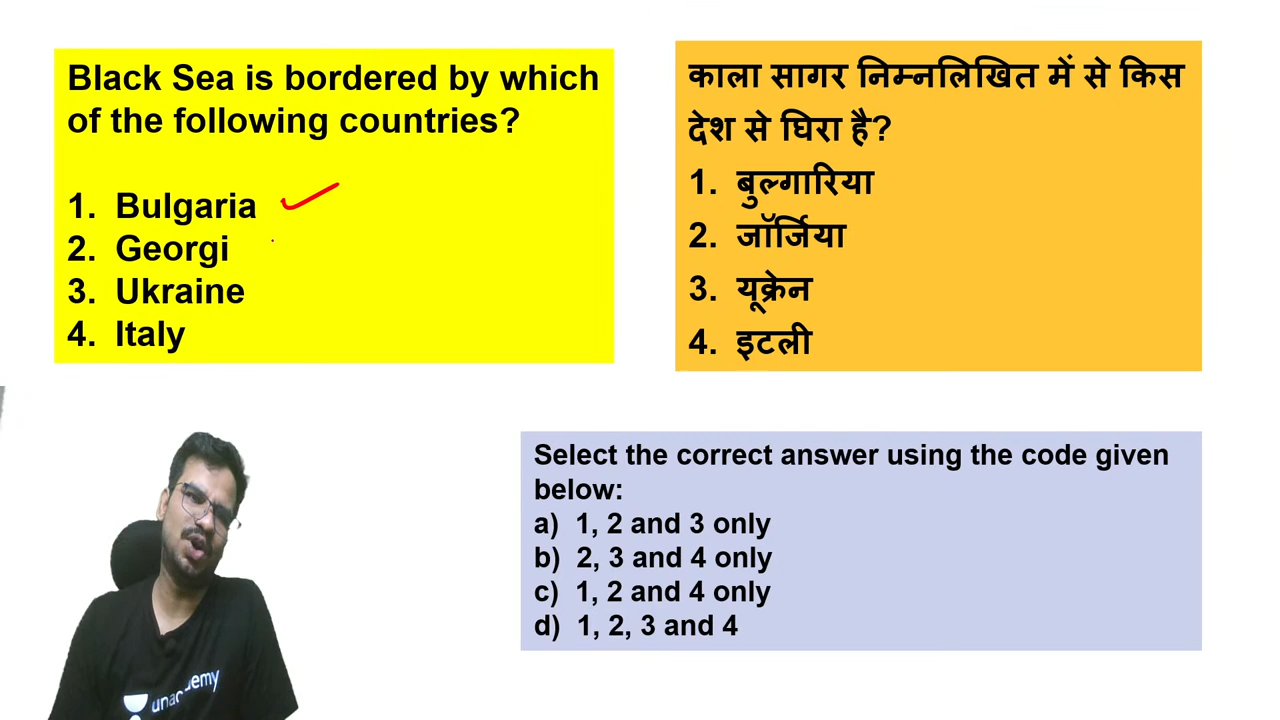 Black Sea is bordered by which
of the following countries?
1. Bulgaria
2. Georgi
3. Ukraine
4. Italy
काला सागर निम्नलिखित में से किस
देश से घिरा है?
1. बुल्गारिया
2. जॉर्जिया
3. यूक्रेन
4. इटली
Select the correct answer using the code given
below:
a) 1, 2 and 3 only
b) 2, 3 and 4 only
c) 1, 2 and 4 only
d) 1, 2, 3 and 4
unacademy